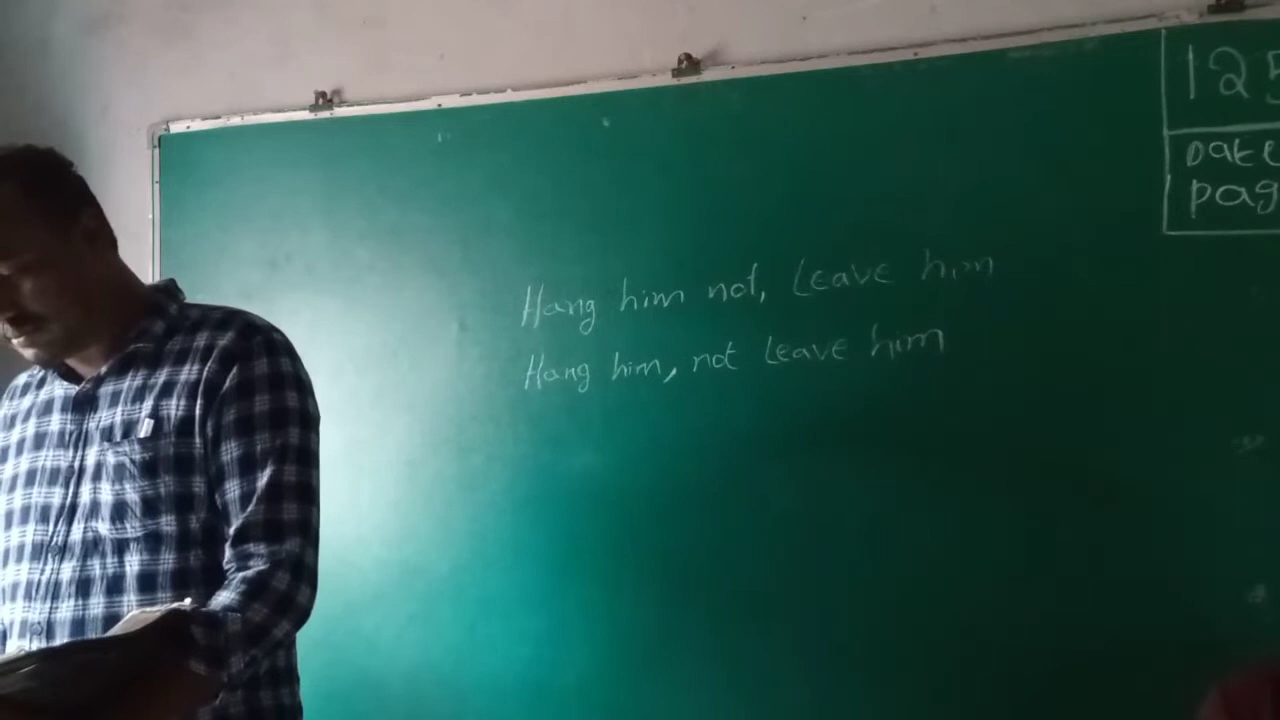 125
Date
pag
Hang him not, Leave him
Hang him, not Leave him